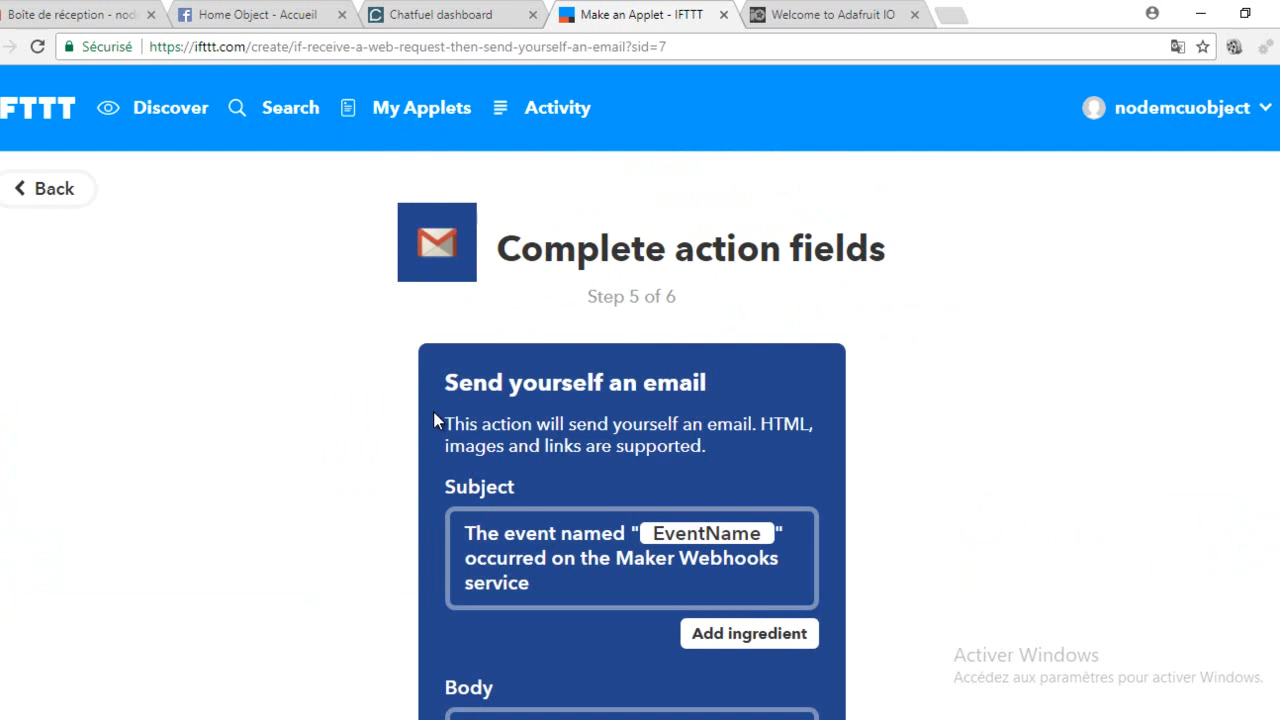 Boîte de réception - nod
Home Object - Accueil
Chatfuel dashboard
Make an Applet - IFTTT
Welcome to Adafruit IO
Sécurisé
https://ifttt.com/create/if-receive-a-web-request-then-send-yourself-an-email?sid=7
FTTT
Discover
Search
My Applets
Activity
nodemcuobject
Back
Complete action fields
Step 5 of 6
Send yourself an email
This action will send yourself an email. HTML,
images and links are supported.
Subject
The event named " EventName "
occurred on the Maker Webhooks
service
Add ingredient
Body
Activer Windows
Accédez aux paramètres pour activer Windows.